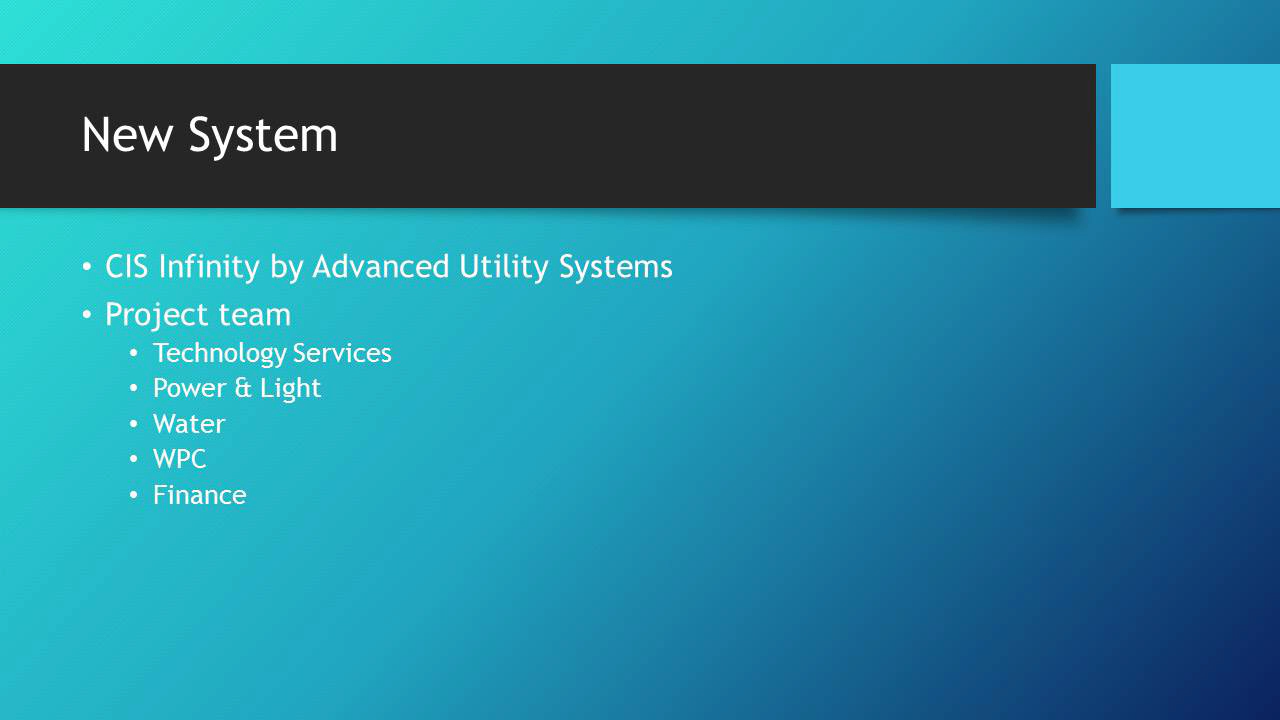 New System
• CIS Infinity by Advanced Utility Systems
• Project team
• Technology Services
• Power & Light
• Water
• WPC
• Finance